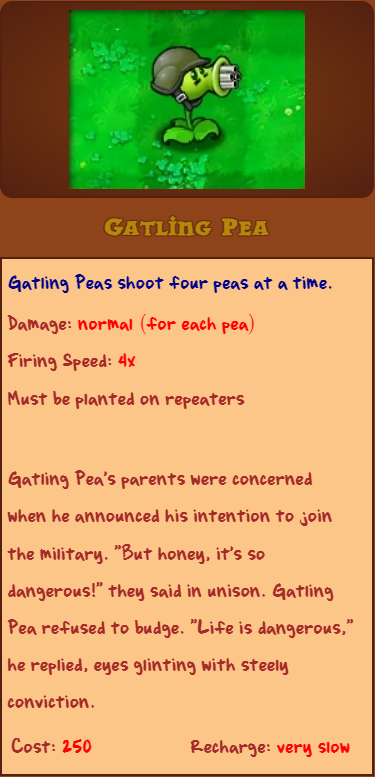 Gatling Pea
Gatling Peas shoot four peas at a time.
Damage: normal (for each pea)
Firing Speed: 4x
Must be planted on repeaters
Gatling Pea's parents were concerned
when he announced his intention to join
the military. "But honey, it's so
dangerous!" they said in unison. Gatling
Pea refused to budge. "Life is dangerous,"
he replied, eyes glinting with steely
conviction.
Cost: 250 Recharge: very slow